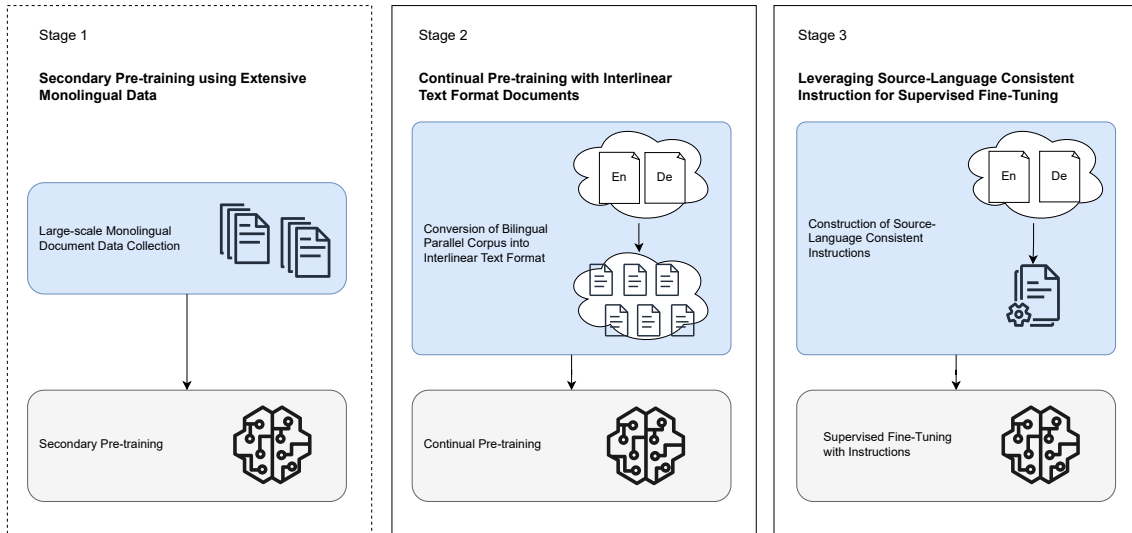 Stage 1
Secondary Pre-training using Extensive
Monolingual Data
Large-scale Monolingual
Document Data Collection
Secondary Pre-training
Stage 2
Continual Pre-training with Interlinear
Text Format Documents
En
De
Conversion of Bilingual
Parallel Corpus into
Interlinear Text Format
Continual Pre-training
Stage 3
Leveraging Source-Language Consistent
Instruction for Supervised Fine-Tuning
En
De
Construction of Source-
Language Consistent
Instructions
Supervised Fine-Tuning
with Instructions